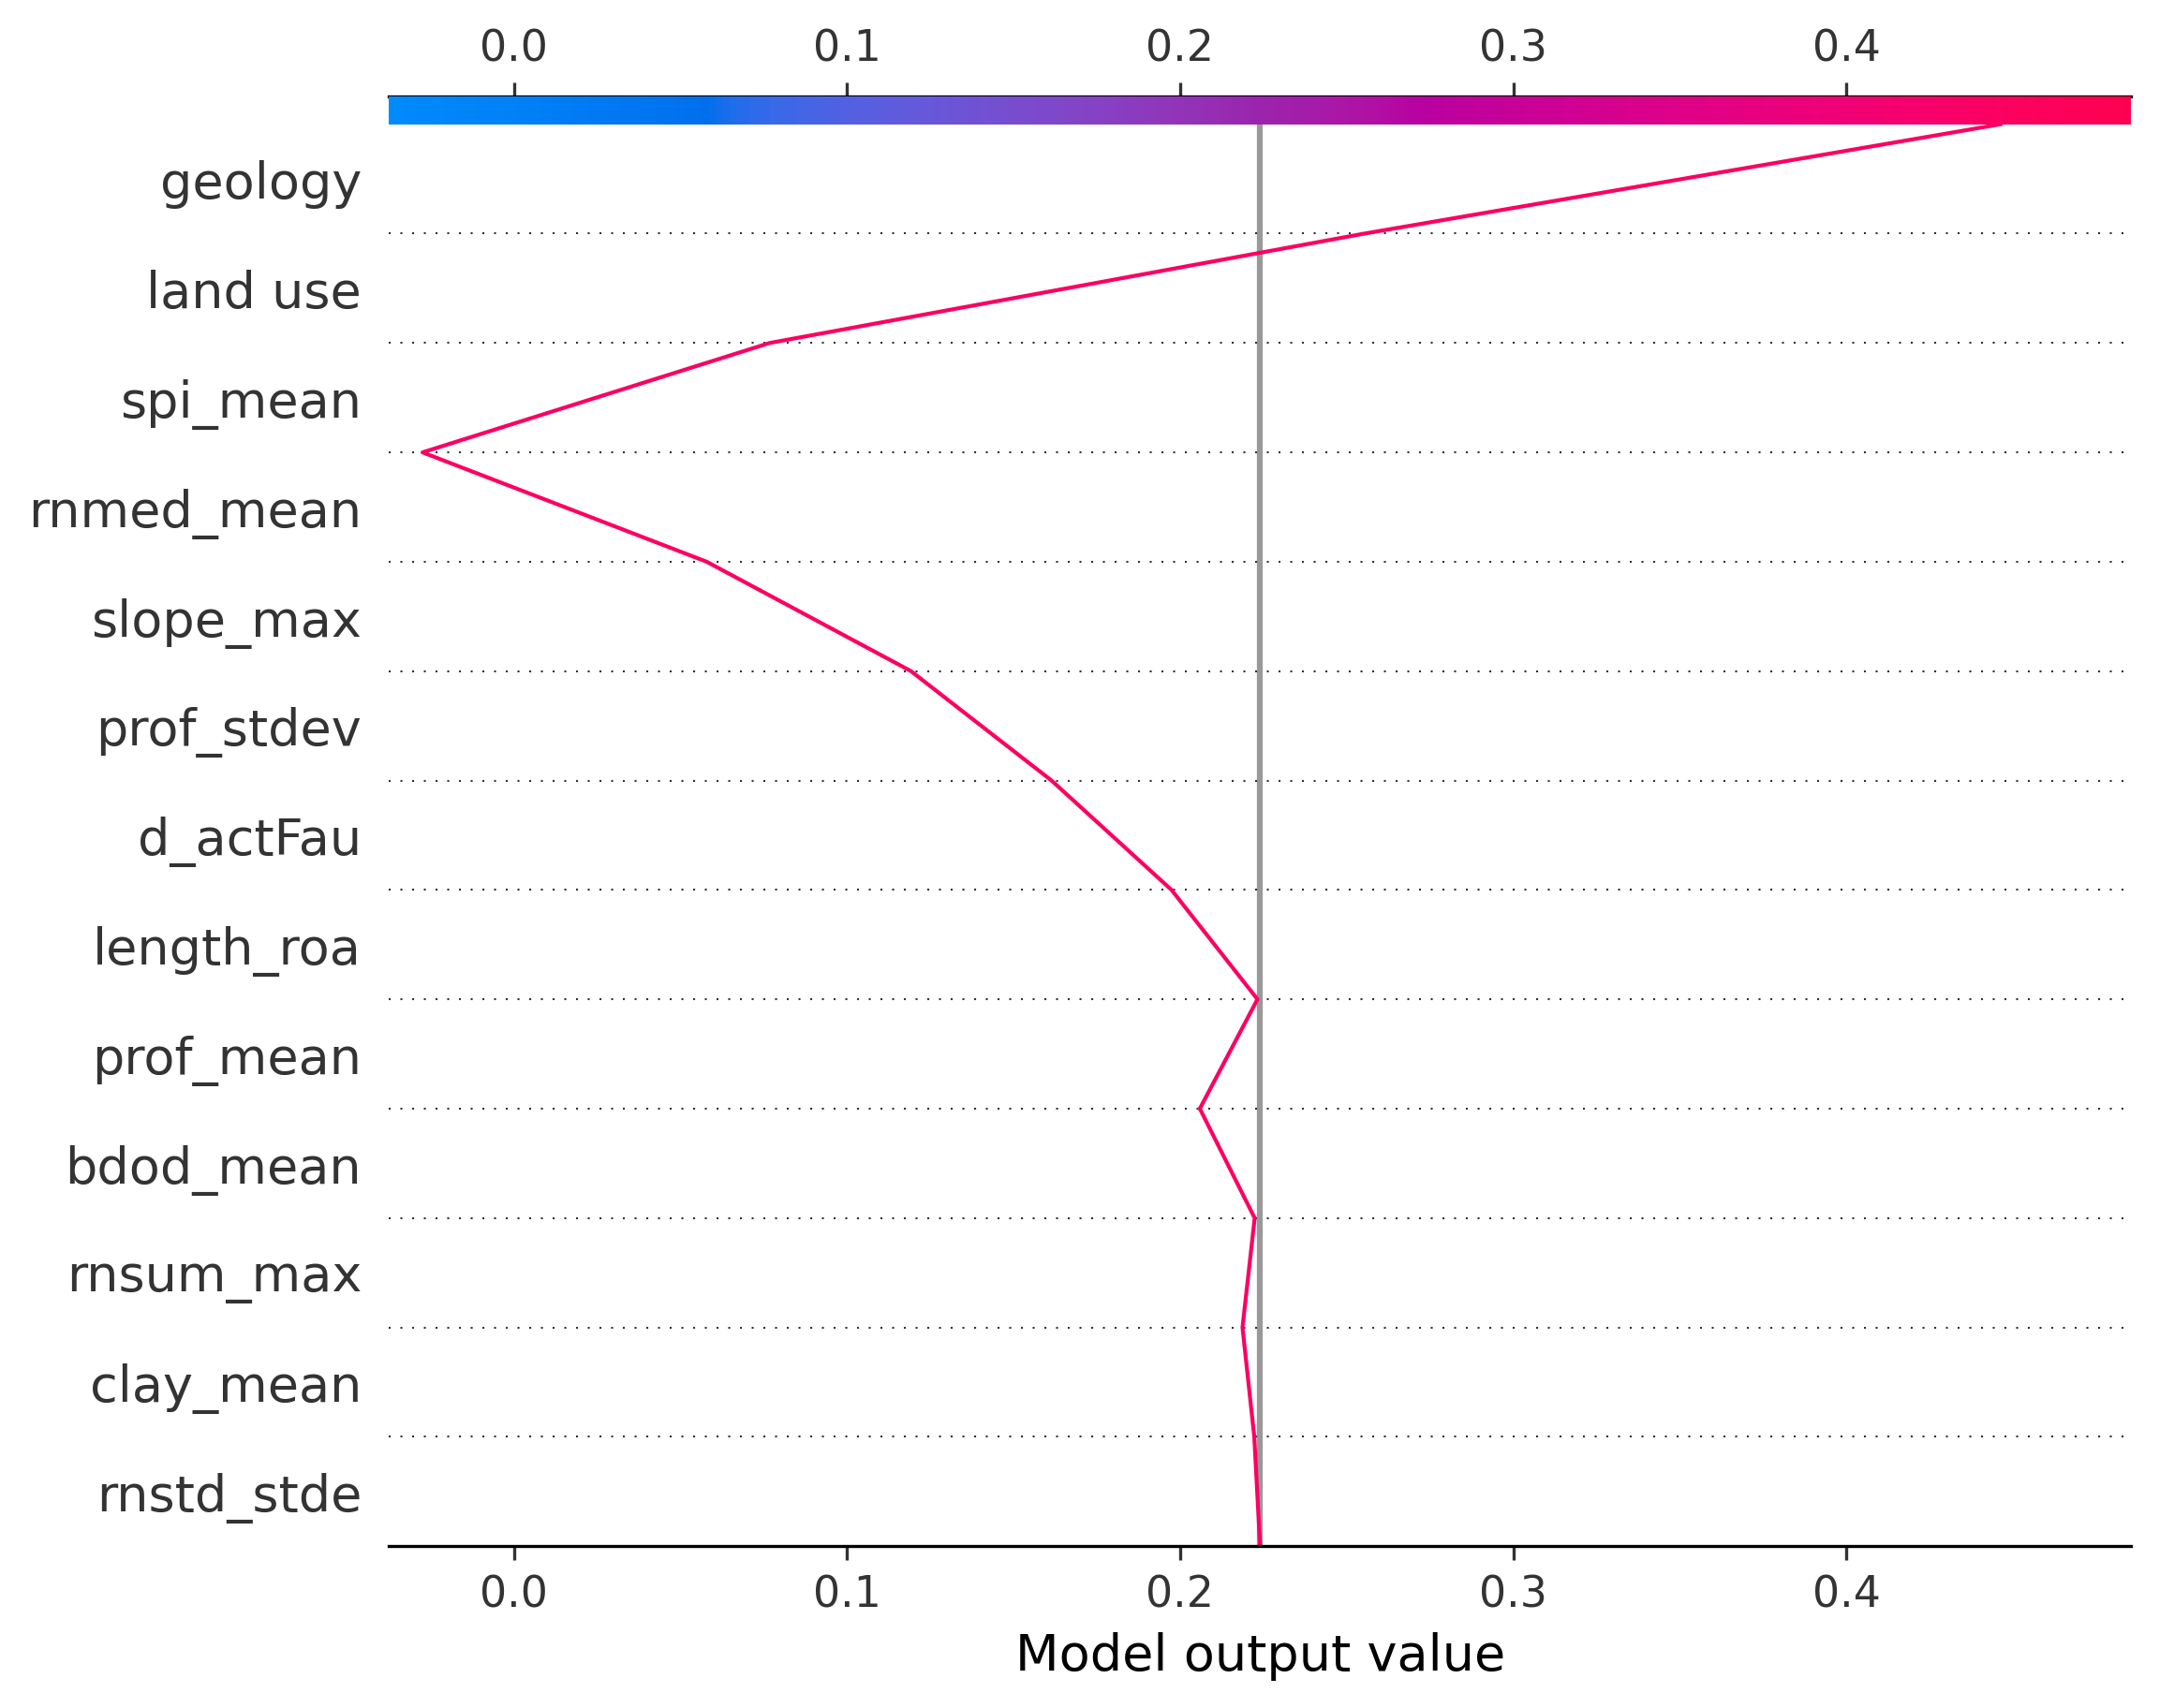 0.0 0.1 0.2 0.3 0.4
geology
land use
spi_mean
rnmed_mean
slope_max
prof_stdev
d_actFau
length_roa
prof_mean
bdod_mean
rnsum_max
clay_mean
rnstd_stde
0.0 0.1 0.2 0.3 0.4
Model output value